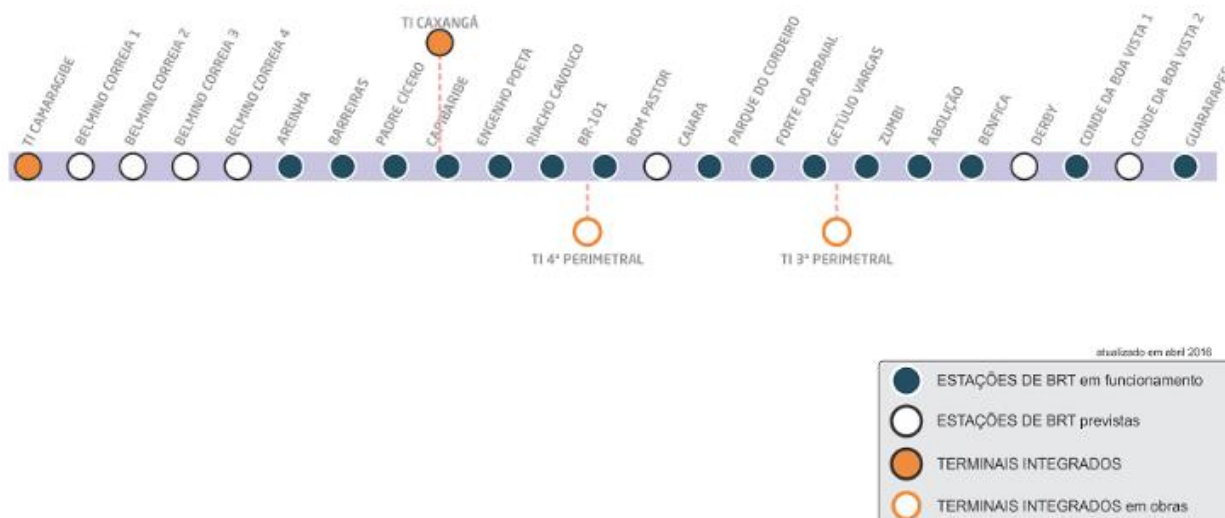 TI CAXANGÁ
TI CAMARAGIBE
BELMINO CORREIA 1
BELMINO CORREIA 2
BELMINO CORREIA 3
BELMINO CORREIA 4
AREINHA
BARREIRAS
PADRE CÍCERO
CAPIBARIBE
ENGENHO POETA
RIACHO CAVOUCO
BR-101
BOM PASTOR
CAIARA
PARQUE DO CORDEIRO
FORTE DO ARRAIAL
GETÚLIO VARGAS
ZUMBI
ABOLIÇÃO
BENFICA
DERBY
CONDE DA BOA VISTA 1
CONDE DA BOA VISTA 2
GUARARAPES
TI 4ª PERIMETRAL
TI 3ª PERIMETRAL
atualizado em abril 2016
ESTAÇÕES DE BRT em funcionamento
ESTAÇÕES DE BRT previstas
TERMINAIS INTEGRADOS
TERMINAIS INTEGRADOS em obras